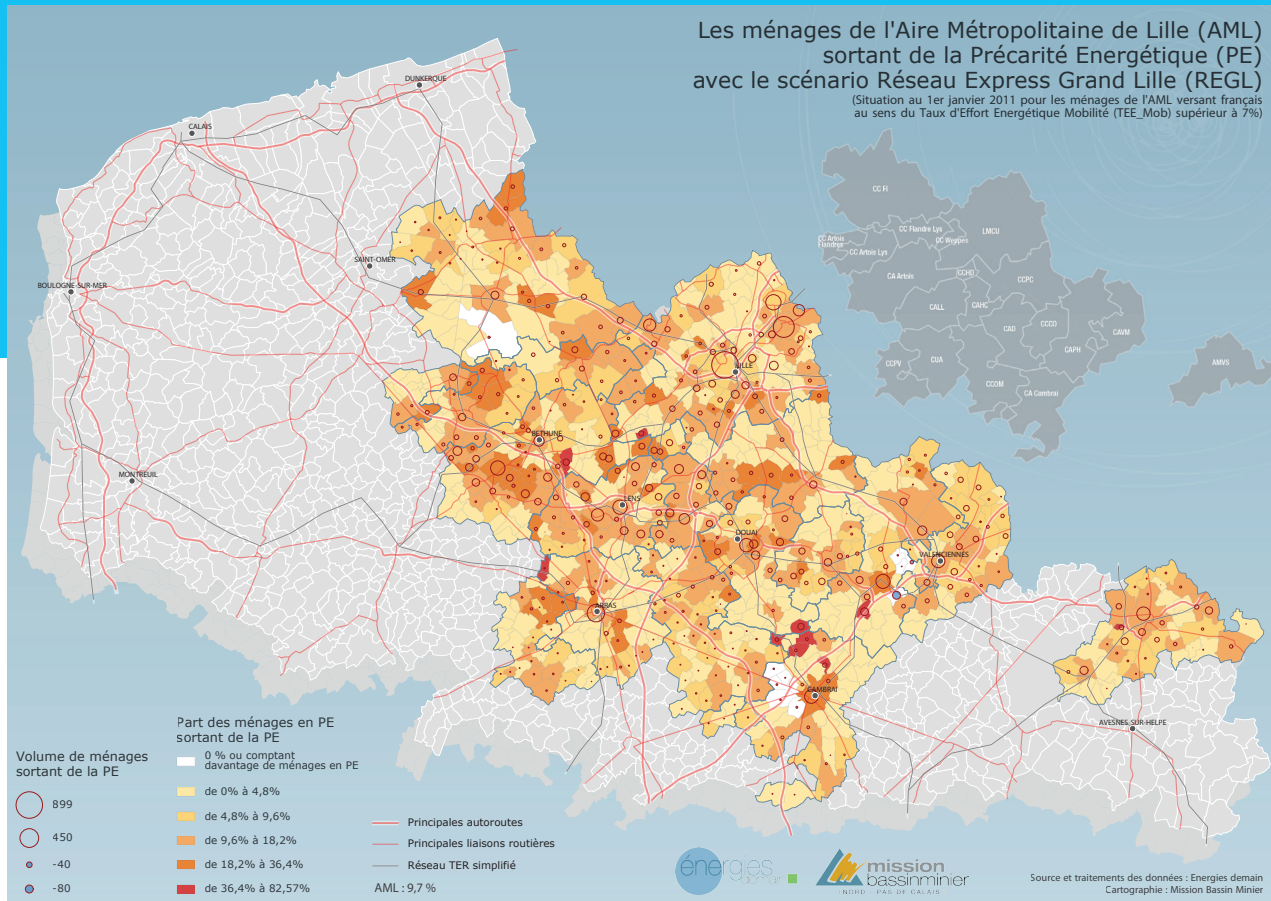 Les ménages de l'Aire Métropolitaine de Lille (AML)
sortant de la Précarité Energétique (PE)
avec le scénario Réseau Express Grand Lille (REGL)
(Situation au 1er janvier 2011 pour les ménages de l'AML versant français
au sens du Taux d'Effort Energétique Mobilité (TEE_Mob) supérieur à 7%)
DUNKERQUE
CALAIS
SAINT-OMER
BOULOGNE-SUR-MER
MONTREUIL
LILLE
BETHUNE
LENS
DOUAI
VALENCIENNES
ARRAS
CAMBRAI
AVESNES-SUR-HELPE
CC FI
CC Flandre Lys
LMCU
CC Artois
Flandres
CC Weppes
CC Artois Lys
CA Artois
CCHD
CCPC
CALL
CAHC
CAD
CCCO
CAVM
CAPH
CCPV
CUA
CCOM
CA Cambrai
AMVS
Volume de ménages
sortant de la PE
899
450
-40
-80
Part des ménages en PE
sortant de la PE
0 % ou comptant
davantage de ménages en PE
de 0% à 4,8%
de 4,8% à 9,6%
de 9,6% à 18,2%
de 18,2% à 36,4%
de 36,4% à 82,57%
Principales autoroutes
Principales liaisons routières
Réseau TER simplifié
AML : 9,7 %
énergies
demain
mission
bassinminier
NORD - PAS DE CALAIS
Source et traitements des données : Energies demain
Cartographie : Mission Bassin Minier